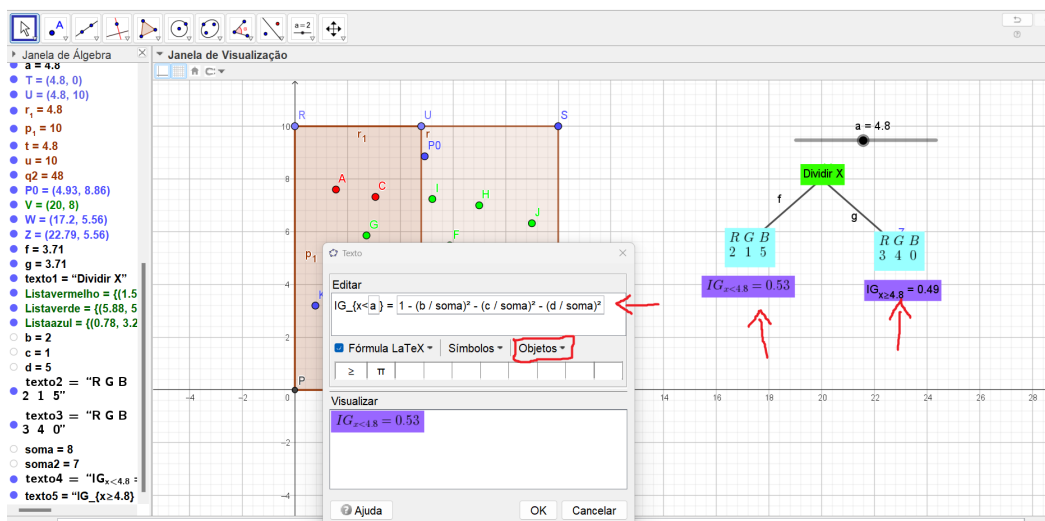 A
a=2
Janela de Álgebra
Janela de Visualização
a = 4.8
T = (4.8, 0)
U = (4.8, 10)
r₁ = 4.8
p₁ = 10
t = 4.8
u = 10
q2 = 48
P0 = (4.93, 8.86)
V = (20, 8)
W = (17.2, 5.56)
Z = (22.79, 5.56)
f = 3.71
g = 3.71
texto1 = “Dividir X”
Listavermelho = {(1.5
Listaverde = {(5.88, 5
Listaazul = {(0.78, 3.2
b = 2
c = 1
d = 5
texto2 = “R G B
2 1 5”
texto3 = “R G B
3 4 0”
soma = 8
soma2 = 7
texto4 = “IG_{x<4.8} =
texto5 = “IG_{x≥4.8}
R
U
S
r₁
r
P0
A
C
I
H
J
G
F
p₁
K
P
10
8
6
4
2
0
−2
−4
−4
−2
14
16
18
20
22
24
26
28
a = 4.8
Dividir X
f
g
R G B
2 1 5
Z
R G B
3 4 0
IG_{x<4.8} = 0.53
IG_{x≥4.8} = 0.49
Texto
Editar
IG_{x< a } = 1 - (b / soma)² - (c / soma)² - (d / soma)²
Fórmula LaTeX
Símbolos
Objetos
≥ π
Visualizar
IG_{x<4.8} = 0.53
Ajuda
OK
Cancelar